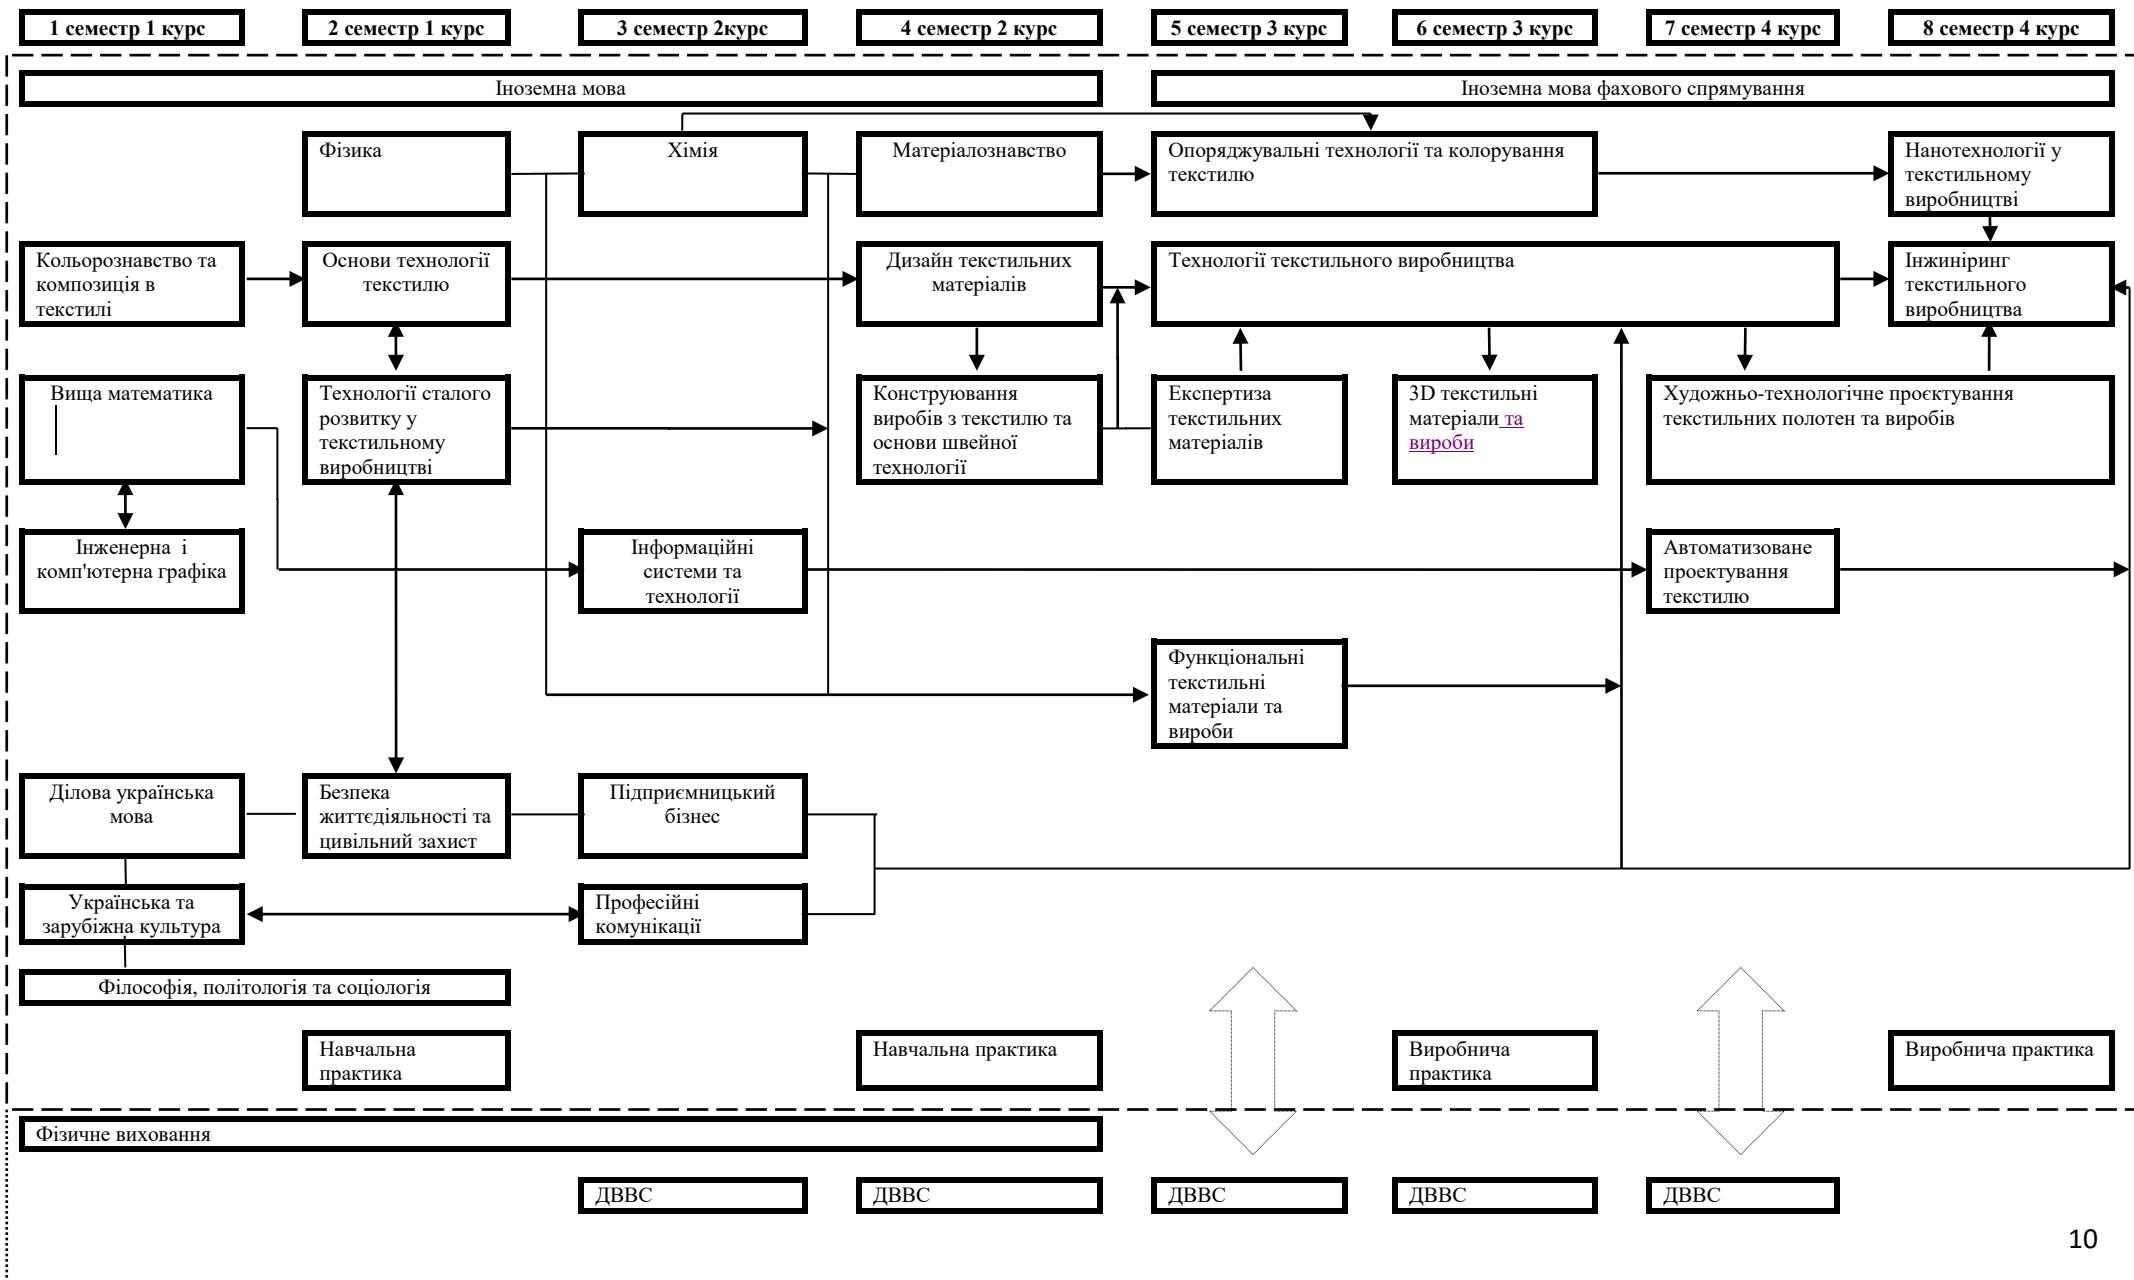 1 семестр 1 курс
2 семестр 1 курс
3 семестр 2курс
4 семестр 2 курс
5 семестр 3 курс
6 семестр 3 курс
7 семестр 4 курс
8 семестр 4 курс
Іноземна мова
Іноземна мова фахового спрямування
Фізика
Хімія
Матеріалознавство
Опоряджувальні технології та колорування
текстилю
Нанотехнології у
текстильному
виробництві
Кольорознавство та
композиція в
текстилі
Основи технології
текстилю
Дизайн текстильних
матеріалів
Технології текстильного виробництва
Інжиніринг
текстильного
виробництва
Вища математика
Технології сталого
розвитку у
текстильному
виробництві
Конструювання
виробів з текстилю та
основи швейної
технології
Експертиза
текстильних
матеріалів
3D текстильні
матеріали та
вироби
Художньо-технологічне проєктування
текстильних полотен та виробів
Інженерна і
комп'ютерна графіка
Інформаційні
системи та
технології
Автоматизоване
проектування
текстилю
Функціональні
текстильні
матеріали та
вироби
Ділова українська
мова
Безпека
життєдіяльності та
цивільний захист
Підприємницький
бізнес
Українська та
зарубіжна культура
Професійні
комунікації
Філософія, політологія та соціологія
Навчальна
практика
Навчальна практика
Виробнича
практика
Виробнича практика
Фізичне виховання
ДВВС
ДВВС
ДВВС
ДВВС
ДВВС
10